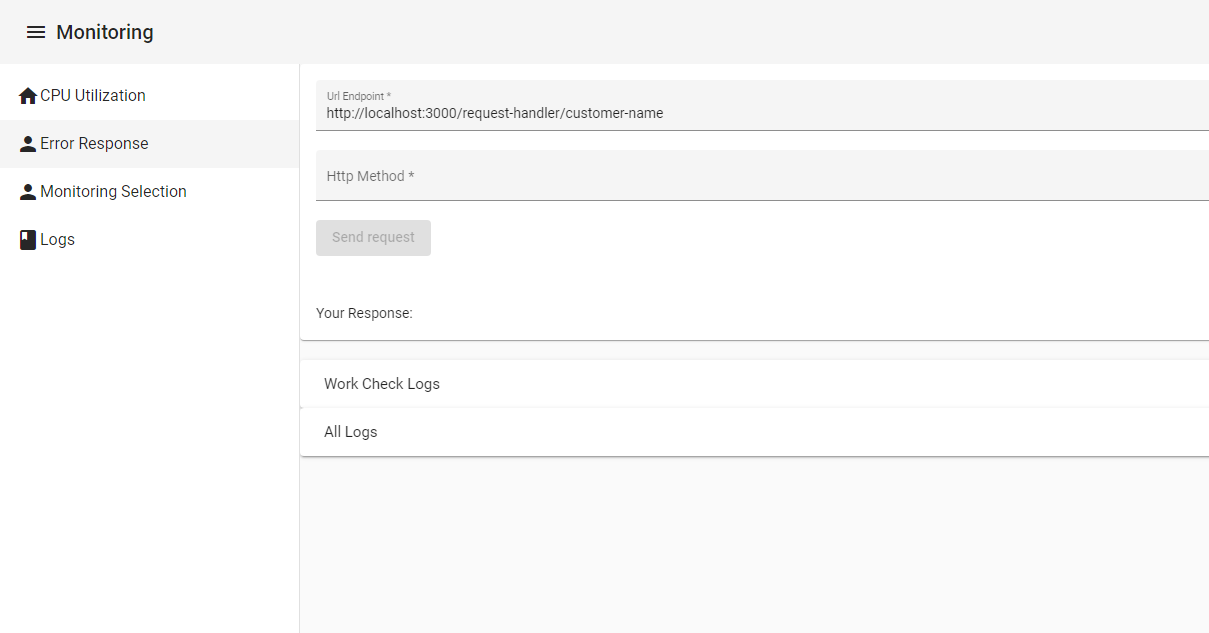 Monitoring
CPU Utilization
Error Response
Monitoring Selection
Logs
Url Endpoint *
http://localhost:3000/request-handler/customer-name
Http Method *
Send request
Your Response:
Work Check Logs
All Logs